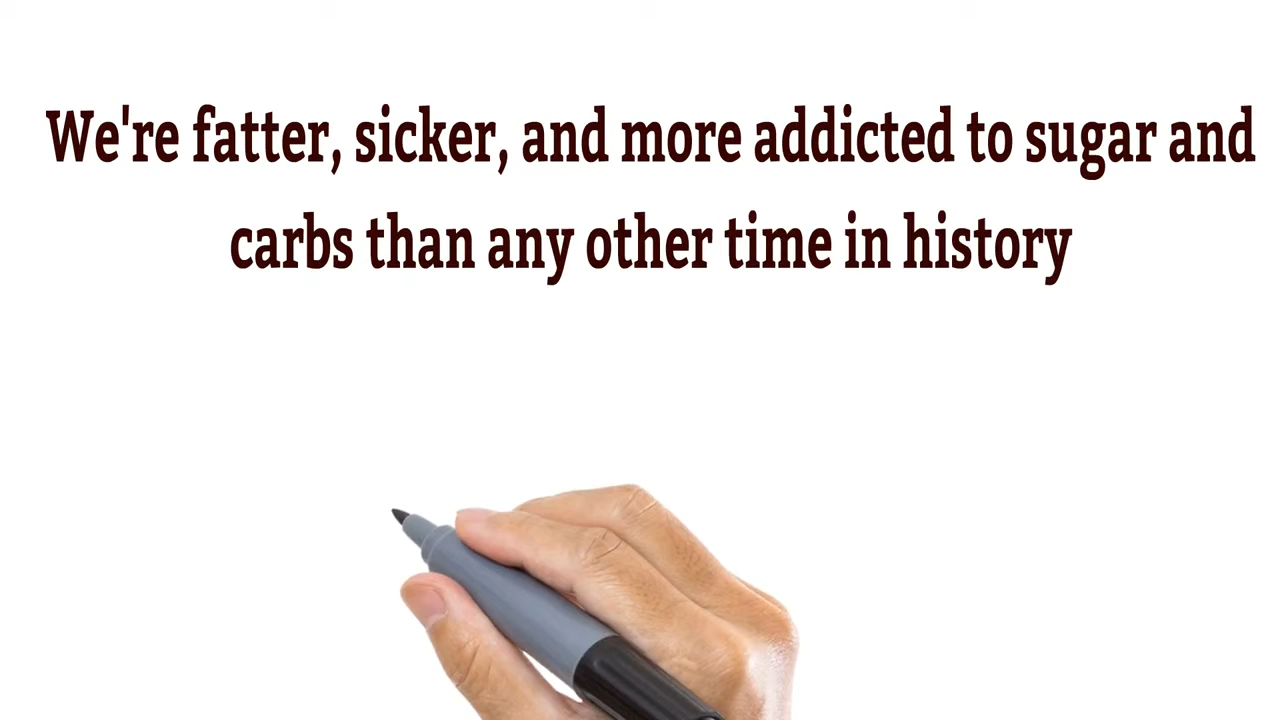 We're fatter, sicker, and more addicted to sugar and
carbs than any other time in history